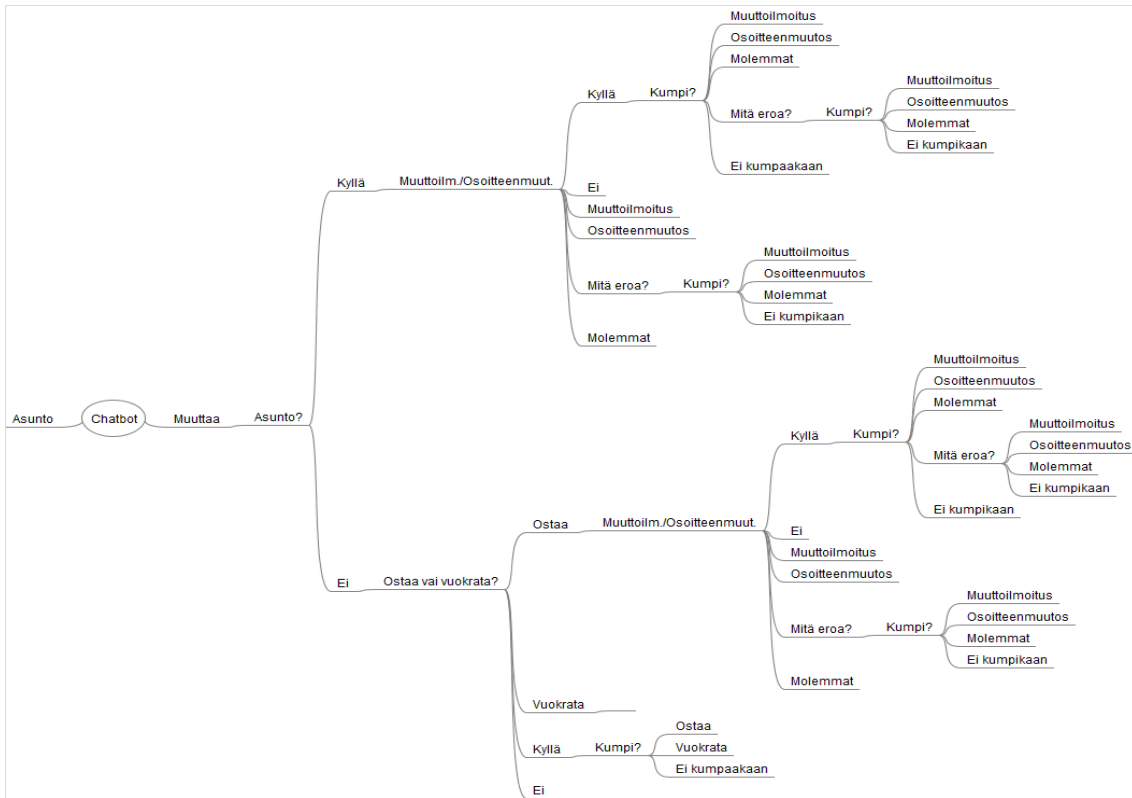 Asunto
Chatbot
Muuttaa
Asunto?
Kyllä
Muuttoilm./Osoitteenmuut.
Kyllä
Kumpi?
Muuttoilmoitus
Osoitteenmuutos
Molemmat
Mitä eroa?
Kumpi?
Muuttoilmoitus
Osoitteenmuutos
Molemmat
Ei kumpikaan
Ei kumpaakaan
Ei
Muuttoilmoitus
Osoitteenmuutos
Mitä eroa?
Kumpi?
Muuttoilmoitus
Osoitteenmuutos
Molemmat
Ei kumpikaan
Molemmat
Ei
Ostaa vai vuokrata?
Ostaa
Muuttoilm./Osoitteenmuut.
Kyllä
Kumpi?
Muuttoilmoitus
Osoitteenmuutos
Molemmat
Mitä eroa?
Muuttoilmoitus
Osoitteenmuutos
Molemmat
Ei kumpikaan
Ei kumpikaan
Ei
Muuttoilmoitus
Osoitteenmuutos
Mitä eroa?
Kumpi?
Muuttoilmoitus
Osoitteenmuutos
Molemmat
Ei kumpikaan
Molemmat
Vuokrata
Kyllä
Kumpi?
Ostaa
Vuokrata
Ei kumpaakaan
Ei